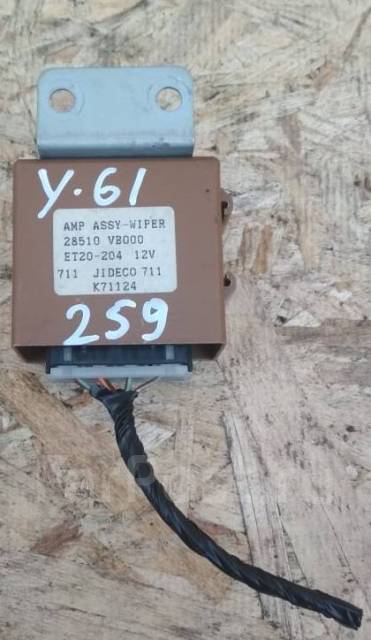 Y.61
AMP ASSY-WIPER
28510 VB000
ET20-204 12V
711 JIDECO 711
K71124
259